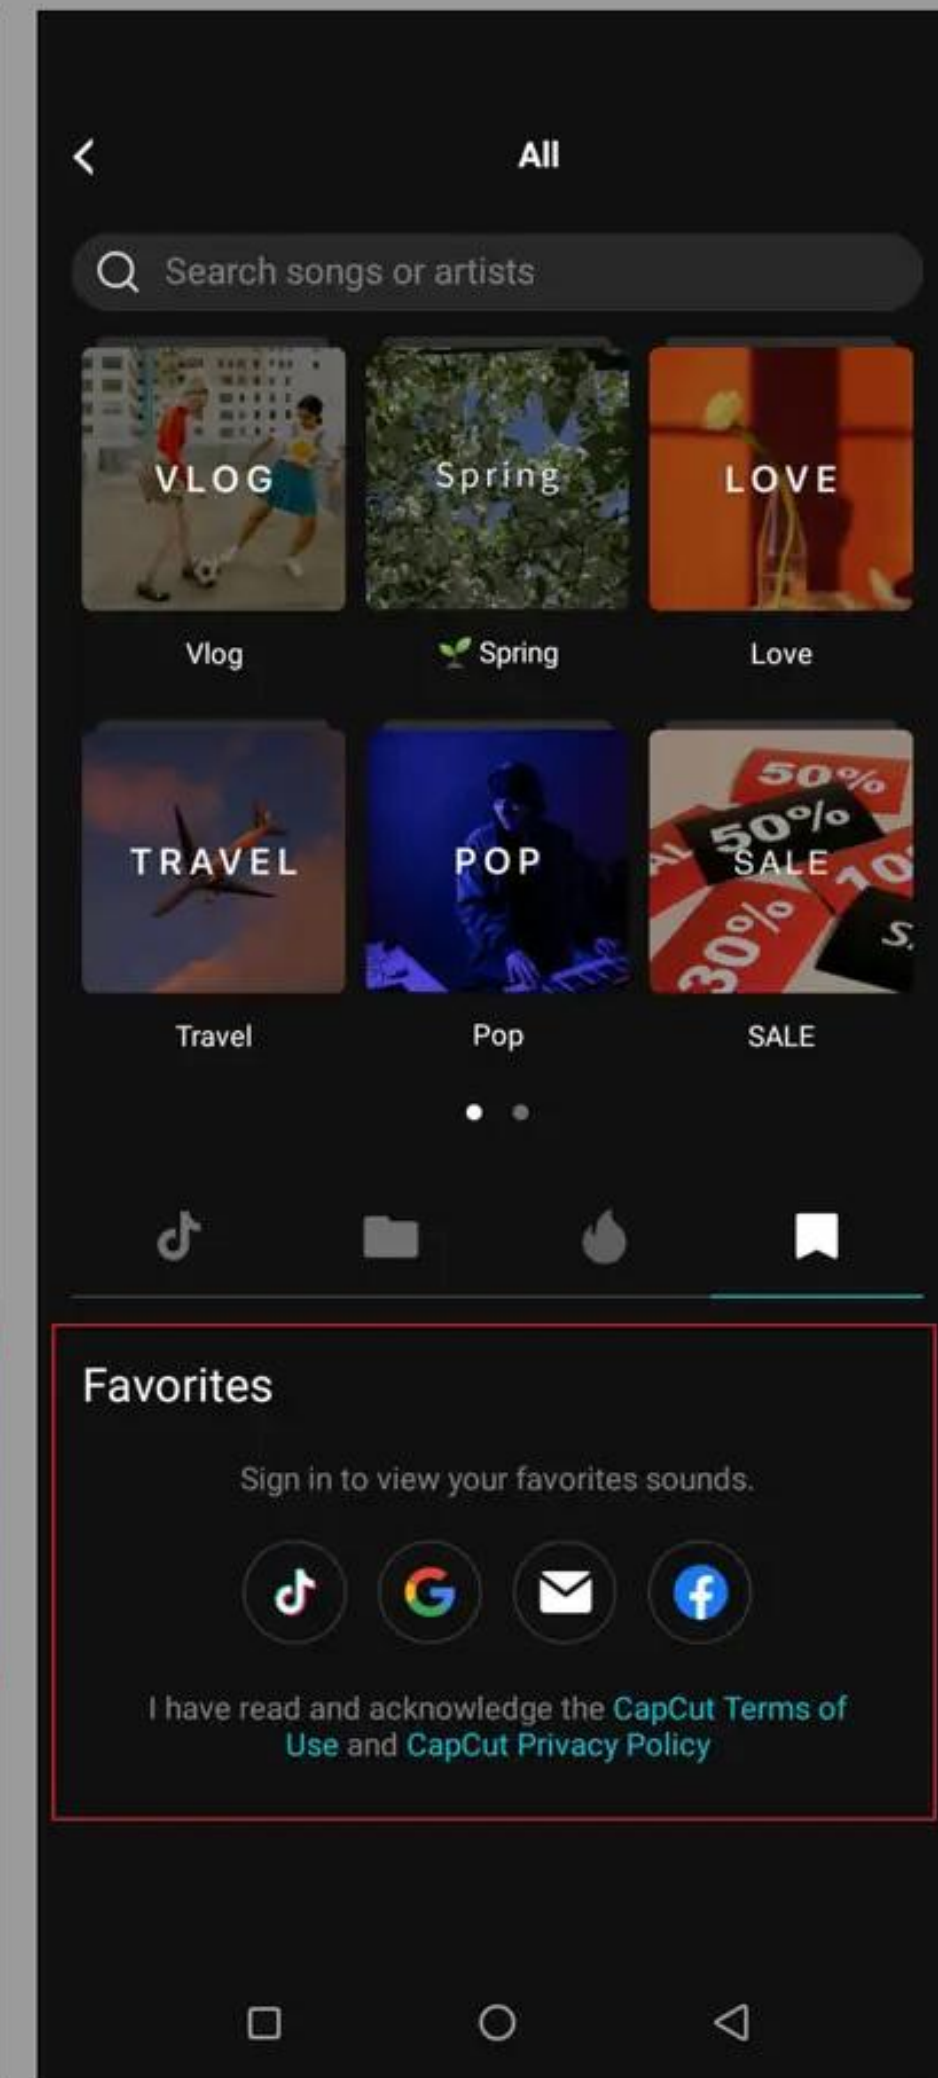 All
Search songs or artists
VLOG
Spring
LOVE
Vlog
🌱 Spring
Love
TRAVEL
POP
50%
50%
SALE
30%
Travel
Pop
SALE
Favorites
Sign in to view your favorites sounds.
I have read and acknowledge the CapCut Terms of
Use and CapCut Privacy Policy